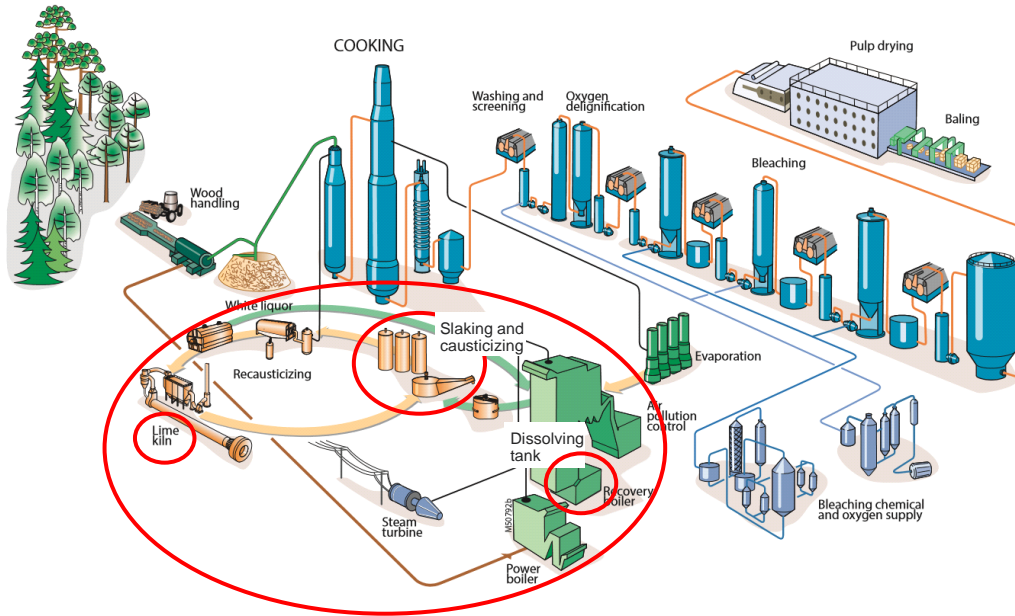 COOKING
Pulp drying
Washing and
screening
Oxygen
delignification
Baling
Bleaching
Wood
handling
White liquor
Slaking and
causticizing
Evaporation
Recausticizing
Air
pollution
control
Lime
kiln
Dissolving
tank
Recovery
boiler
Steam
turbine
M50792b
Bleaching chemical
and oxygen supply
Power
boiler